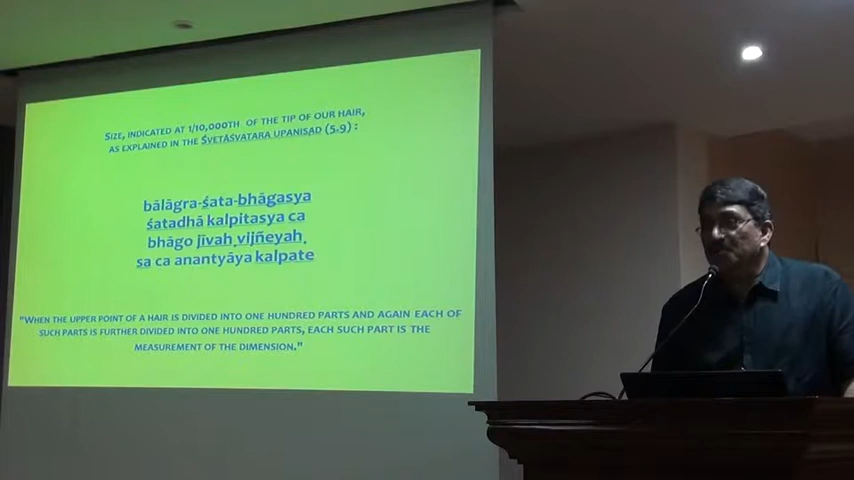 SIZE, INDICATED AT 1/10,000TH OF THE TIP OF OUR HAIR,
AS EXPLAINED IN THE ŚVETAŚVATARA UPANIṢAD (5.9) :
bālāgra-śata-bhāgasya
śatadhā kalpitasya ca
bhāgo jīvaḥ vijñeyaḥ
sa ca anantyāya kalpate
"WHEN THE UPPER POINT OF A HAIR IS DIVIDED INTO ONE HUNDRED PARTS AND AGAIN EACH OF
SUCH PARTS IS FURTHER DIVIDED INTO ONE HUNDRED PARTS, EACH SUCH PART IS THE
MEASUREMENT OF THE DIMENSION."